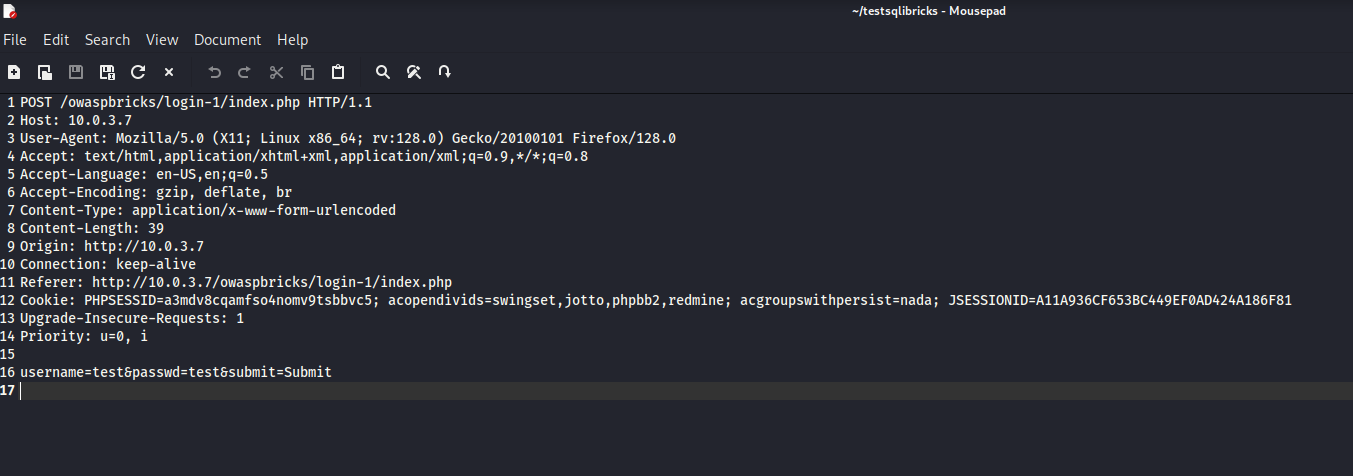 ~/testsqlibricks - Mousepad
File Edit Search View Document Help
1 POST /owaspbricks/login-1/index.php HTTP/1.1
2 Host: 10.0.3.7
3 User-Agent: Mozilla/5.0 (X11; Linux x86_64; rv:128.0) Gecko/20100101 Firefox/128.0
4 Accept: text/html,application/xhtml+xml,application/xml;q=0.9,*/*;q=0.8
5 Accept-Language: en-US,en;q=0.5
6 Accept-Encoding: gzip, deflate, br
7 Content-Type: application/x-www-form-urlencoded
8 Content-Length: 39
9 Origin: http://10.0.3.7
10 Connection: keep-alive
11 Referer: http://10.0.3.7/owaspbricks/login-1/index.php
12 Cookie: PHPSESSID=a3mdv8cqamfso4nomv9tsbbvc5; acopendivids=swingset,jotto,phpbb2,redmine; acgroupswithpersist=nada; JSESSIONID=A11A936CF653BC449EF0AD424A186F81
13 Upgrade-Insecure-Requests: 1
14 Priority: u=0, i
15
16 username=test&passwd=test&submit=Submit
17